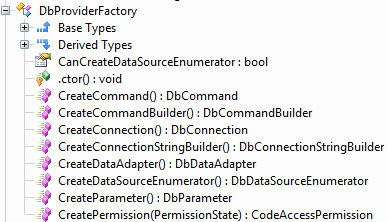 DbProviderFactory
Base Types
Derived Types
CanCreateDataSourceEnumerator : bool
.ctor() : void
CreateCommand() : DbCommand
CreateCommandBuilder() : DbCommandBuilder
CreateConnection() : DbConnection
CreateConnectionStringBuilder() : DbConnectionStringBuilder
CreateDataAdapter() : DbDataAdapter
CreateDataSourceEnumerator() : DbDataSourceEnumerator
CreateParameter() : DbParameter
CreatePermission(PermissionState) : CodeAccessPermission